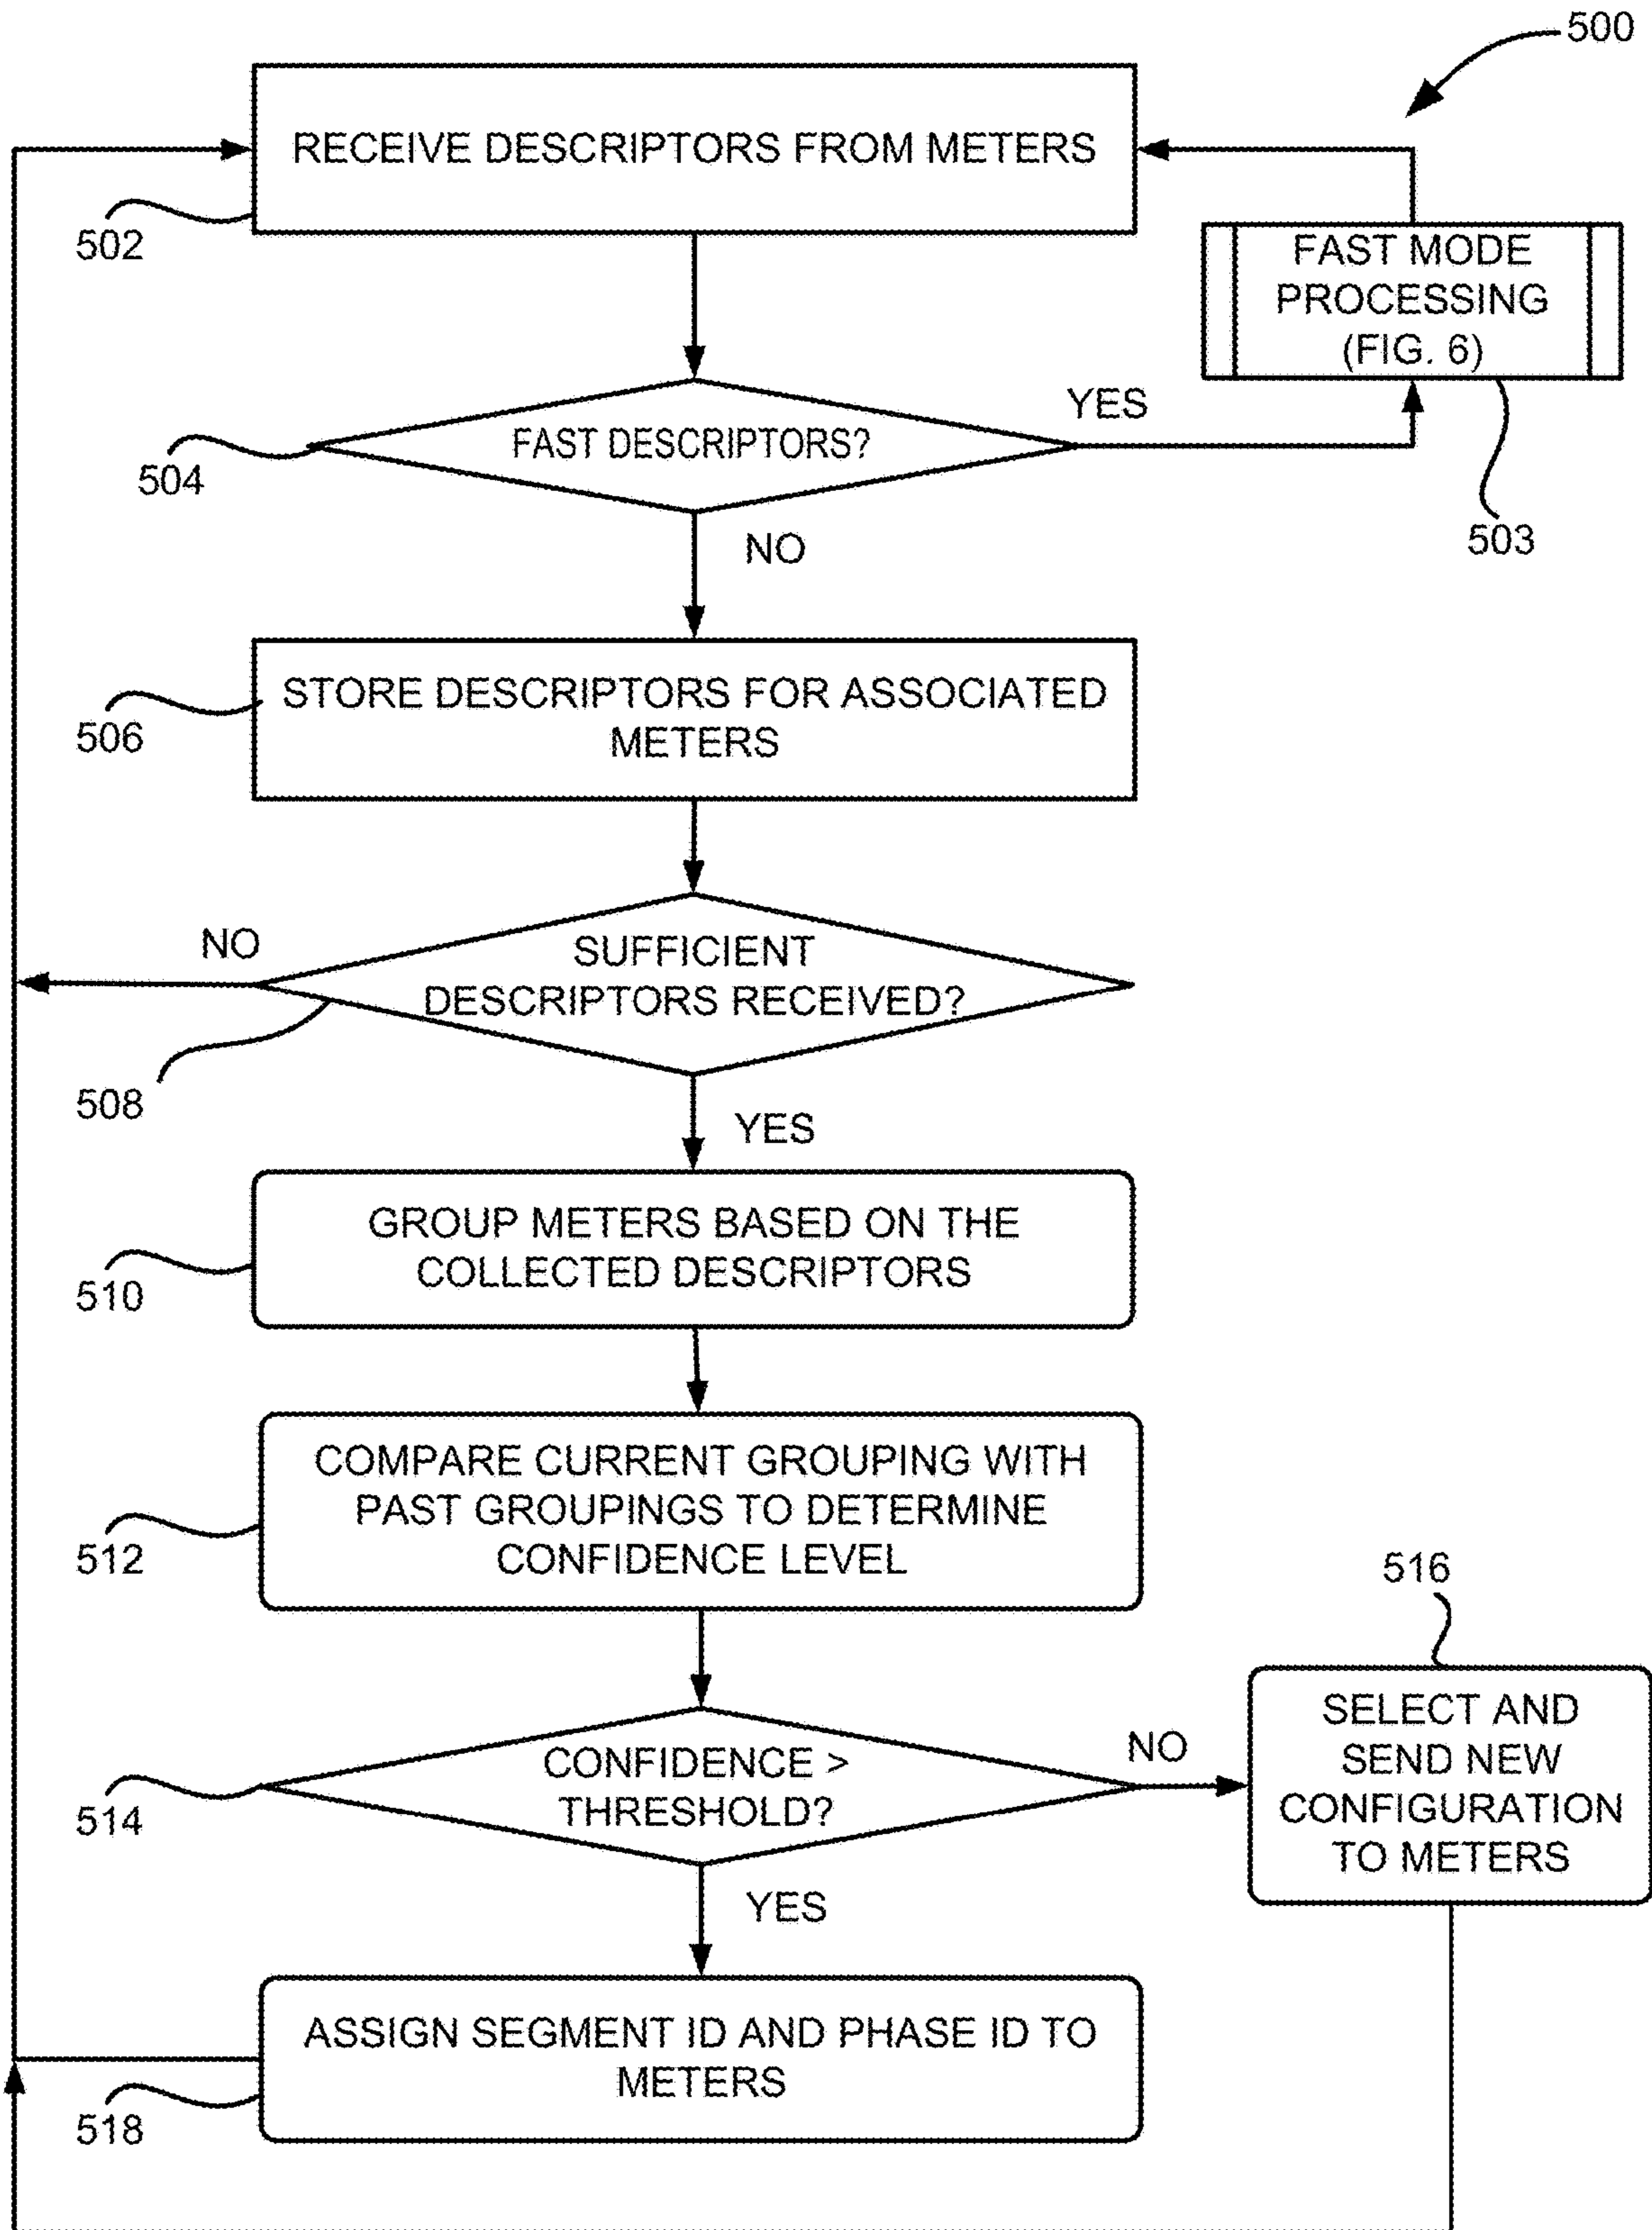 500
RECEIVE DESCRIPTORS FROM METERS
502
FAST MODE
PROCESSING
(FIG. 6)
503
YES
FAST DESCRIPTORS?
504
NO
STORE DESCRIPTORS FOR ASSOCIATED
METERS
506
NO
SUFFICIENT
DESCRIPTORS RECEIVED?
508
YES
GROUP METERS BASED ON THE
COLLECTED DESCRIPTORS
510
COMPARE CURRENT GROUPING WITH
PAST GROUPINGS TO DETERMINE
CONFIDENCE LEVEL
512
516
SELECT AND
SEND NEW
CONFIGURATION
TO METERS
NO
CONFIDENCE >
THRESHOLD?
514
YES
ASSIGN SEGMENT ID AND PHASE ID TO
METERS
518